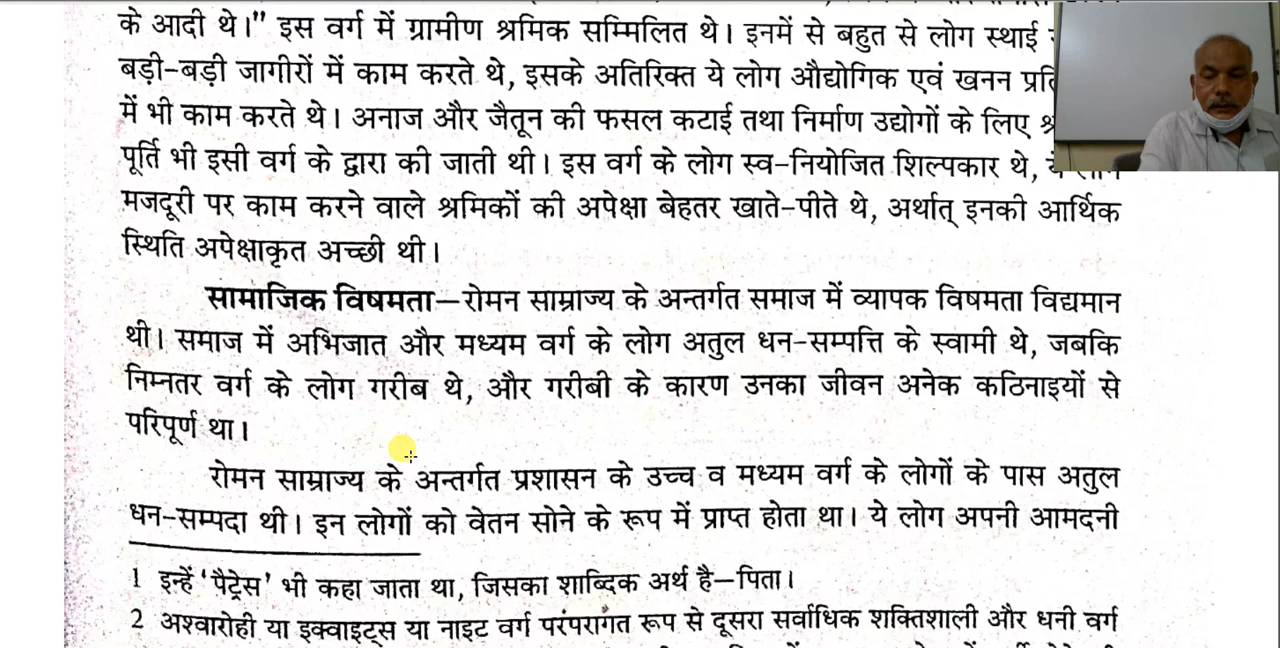 के आदी थे।" इस वर्ग में ग्रामीण श्रमिक सम्मिलित थे। इनमें से बहुत से लोग स्थाई
बड़ी-बड़ी जागीरों में काम करते थे, इसके अतिरिक्त ये लोग औद्योगिक एवं खनन
में भी काम करते थे। अनाज और जैतून की फसल कटाई तथा निर्माण उद्योगों के लिए
पूर्ति भी इसी वर्ग के द्वारा की जाती थी। इस वर्ग के लोग स्व-नियोजित शिल्पकार थे,
मजदूरी पर काम करने वाले श्रमिकों की अपेक्षा बेहतर खाते-पीते थे, अर्थात् इनकी आर्थिक
स्थिति अपेक्षाकृत अच्छी थी।
सामाजिक विषमता—रोमन साम्राज्य के अन्तर्गत समाज में व्यापक विषमता विद्यमान
थी। समाज में अभिजात और मध्यम वर्ग के लोग अतुल धन-सम्पत्ति के स्वामी थे, जबकि
निम्नतर वर्ग के लोग गरीब थे, और गरीबी के कारण उनका जीवन अनेक कठिनाइयों से
परिपूर्ण था।
रोमन साम्राज्य के अन्तर्गत प्रशासन के उच्च व मध्यम वर्ग के लोगों के पास अतुल
धन-सम्पदा थी। इन लोगों को वेतन सोने के रूप में प्राप्त होता था। ये लोग अपनी आमदनी
1 इन्हें 'पैट्रेस' भी कहा जाता था, जिसका शाब्दिक अर्थ है—पिता।
2 अश्वारोही या इक्वाइट्स या नाइट वर्ग परंपरागत रूप से दूसरा सर्वाधिक शक्तिशाली और धनी वर्ग